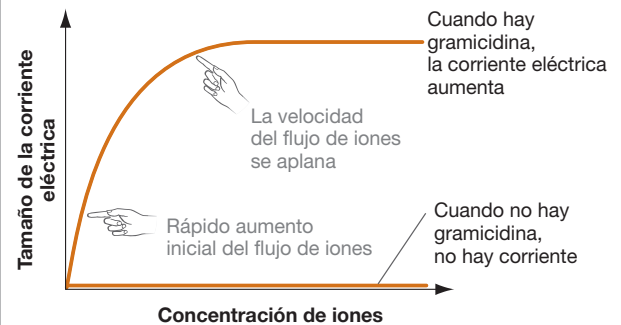 Cuando hay
gramicidina,
la corriente eléctrica
aumenta
La velocidad
del flujo de iones
se aplana
Tamaño de la corriente
eléctrica
Rápido aumento
inicial del flujo de iones
Cuando no hay
gramicidina,
no hay corriente
Concentración de iones